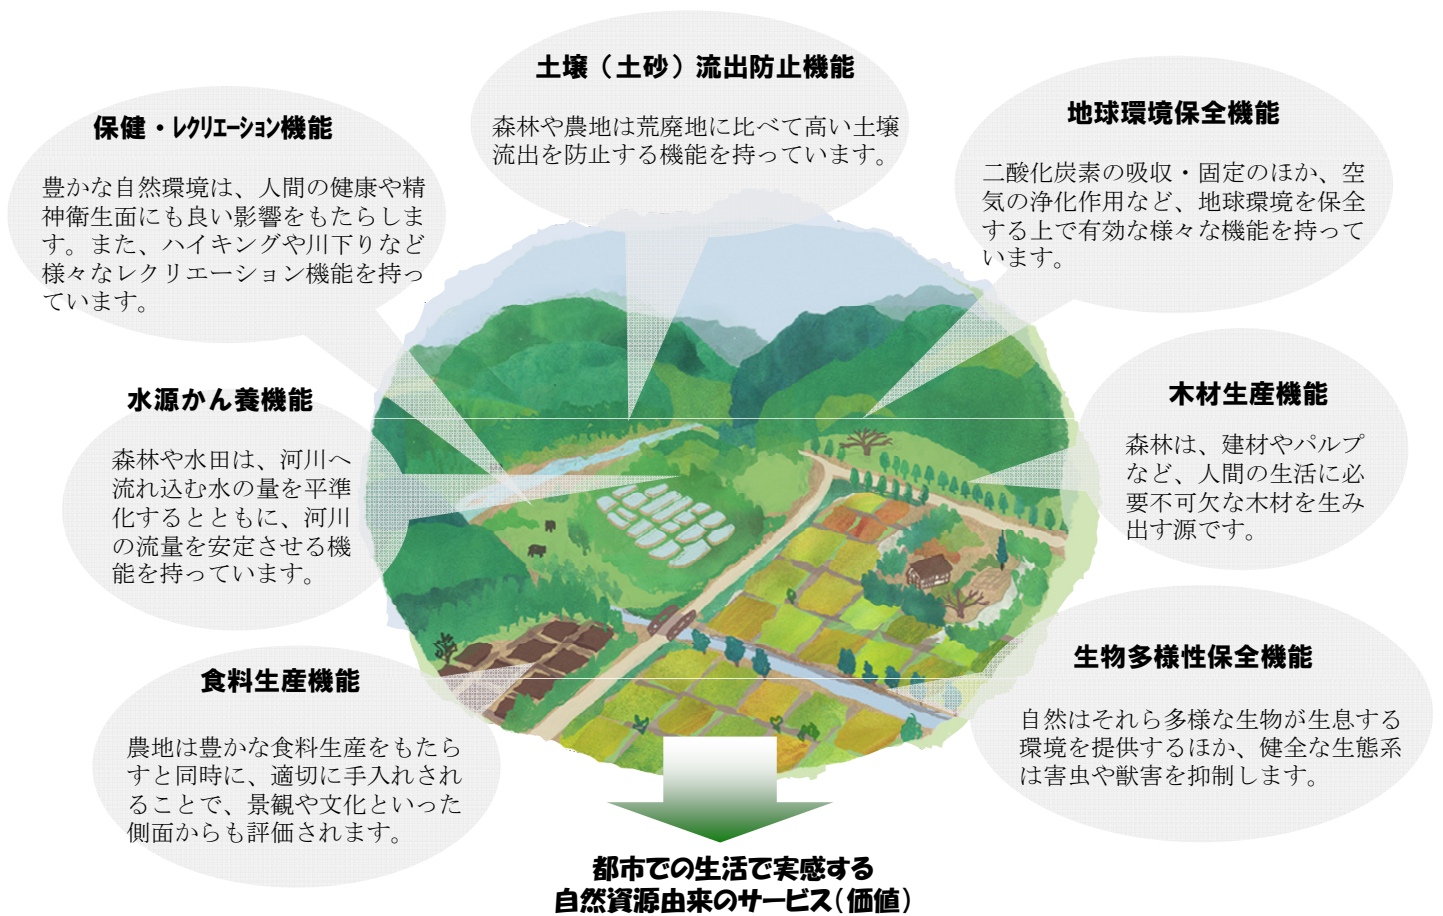 土壌（土砂）流出防止機能
森林や農地は荒廃地に比べて高い土壌
流出を防止する機能を持っています。
保健・レクリエーション機能
豊かな自然環境は、人間の健康や精
神衛生面にも良い影響をもたらしま
す。また、ハイキングや川下りなど
様々なレクリエーション機能を持っ
ています。
地球環境保全機能
二酸化炭素の吸収・固定のほか、空
気の浄化作用など、地球環境を保全
する上で有効な様々な機能を持って
います。
水源かん養機能
森林や水田は、河川へ
流れ込む水の量を平準
化するとともに、河川
の流量を安定させる機
能を持っています。
木材生産機能
森林は、建材やパルプ
など、人間の生活に必
要不可欠な木材を生み
出す源です。
食料生産機能
農地は豊かな食料生産をもたら
すと同時に、適切に手入れされ
ることで、景観や文化といった
側面からも評価されます。
生物多様性保全機能
自然はそれら多様な生物が生息する
環境を提供するほか、健全な生態系
は害虫や獣害を抑制します。
都市での生活で実感する
自然資源由来のサービス（価値）